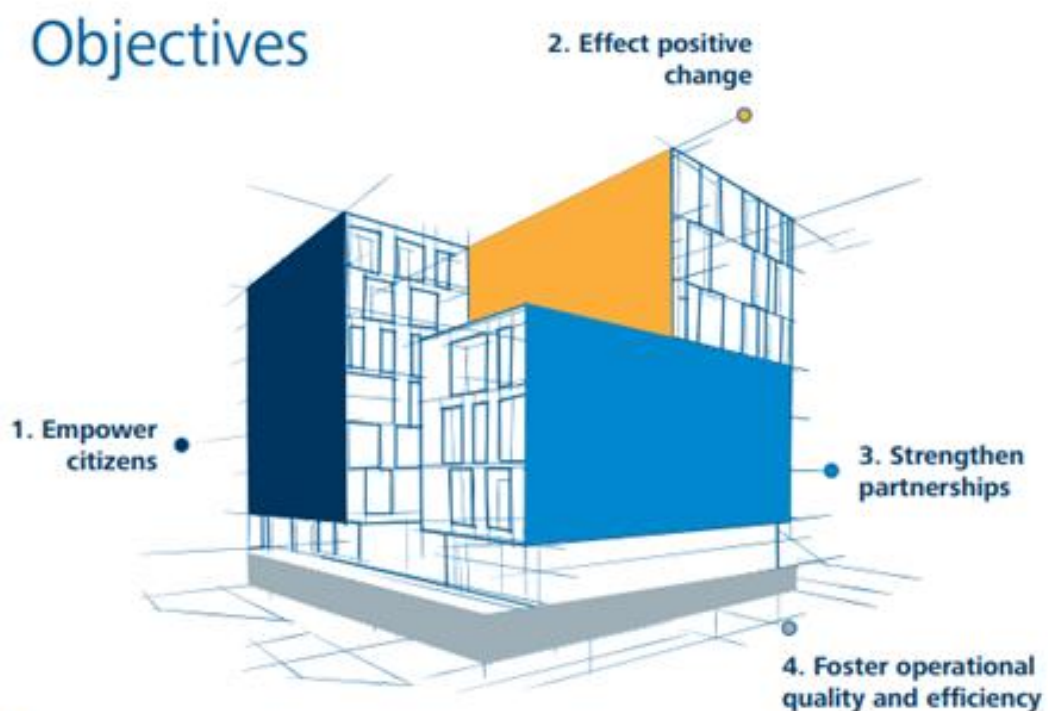 Objectives
2. Effect positive
change
1. Empower
citizens
3. Strengthen
partnerships
4. Foster operational
quality and efficiency